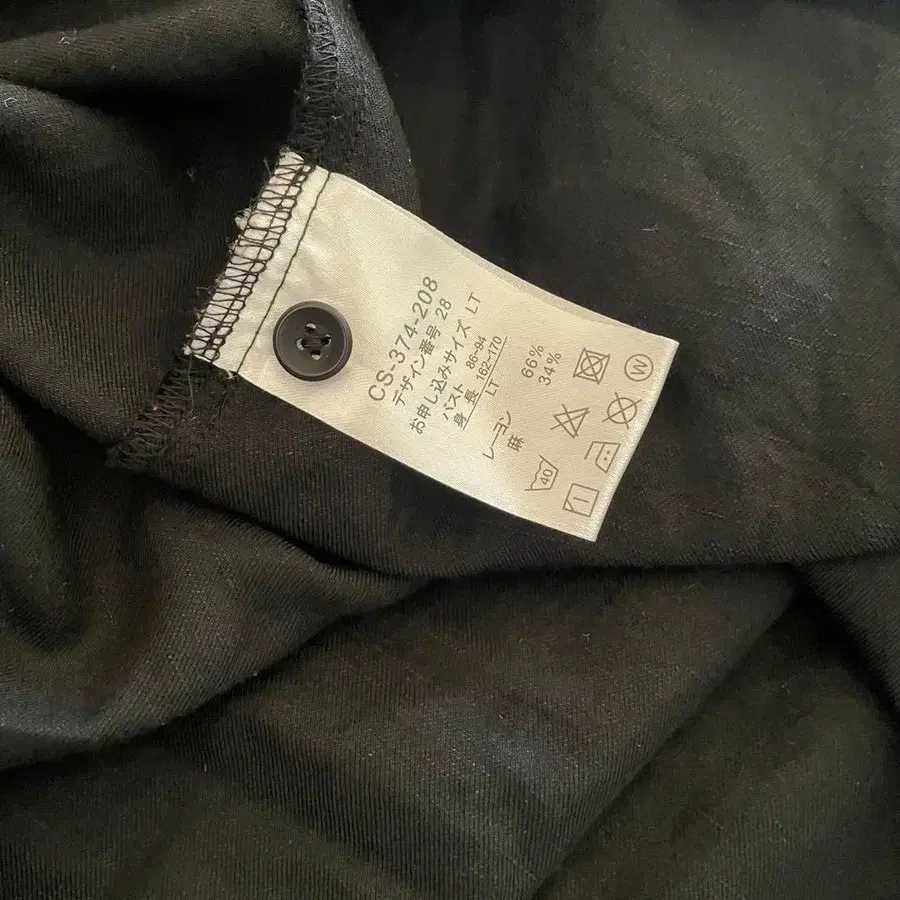 CS-374-208
デザイン番号 28
お申し込みサイズ LT
バスト 86-94
身長 162-170
LT
レーヨン 66%
麻 34%
40
W